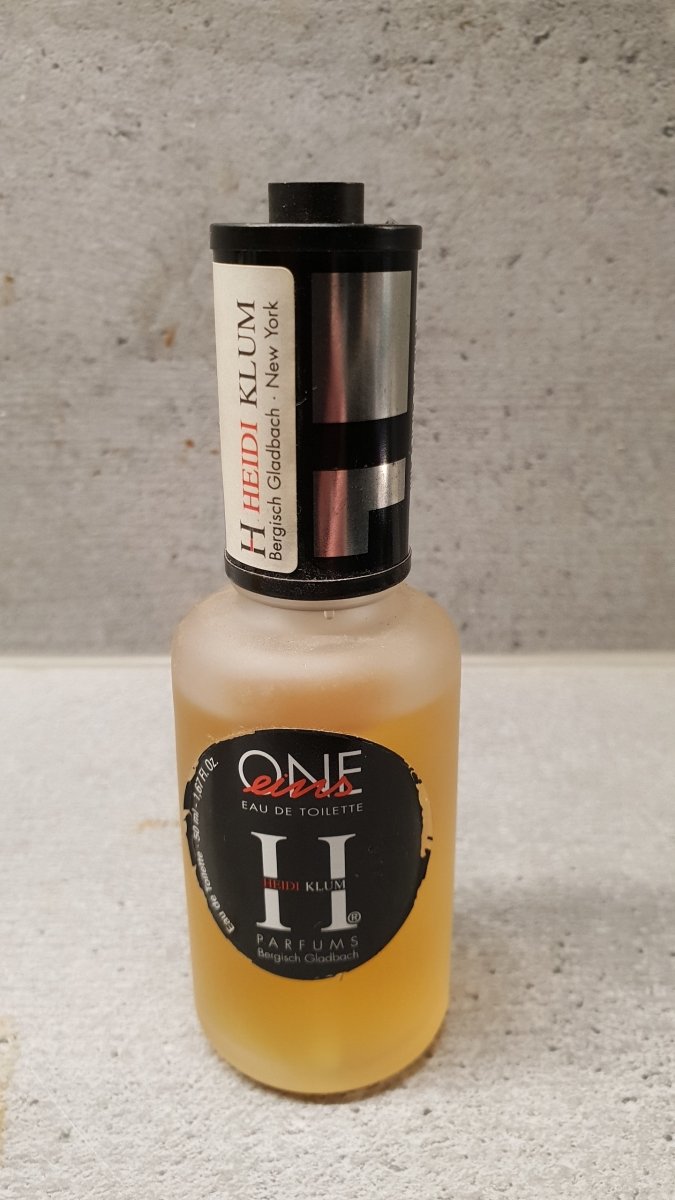 H HEIDI KLUM
Bergisch Gladbach · New York
ONE
eins
EAU DE TOILETTE
Eau de Toilette · 50 ml - 1,67 Fl. Oz.
H
HEIDI KLUM
®
PARFUMS
Bergisch Gladbach